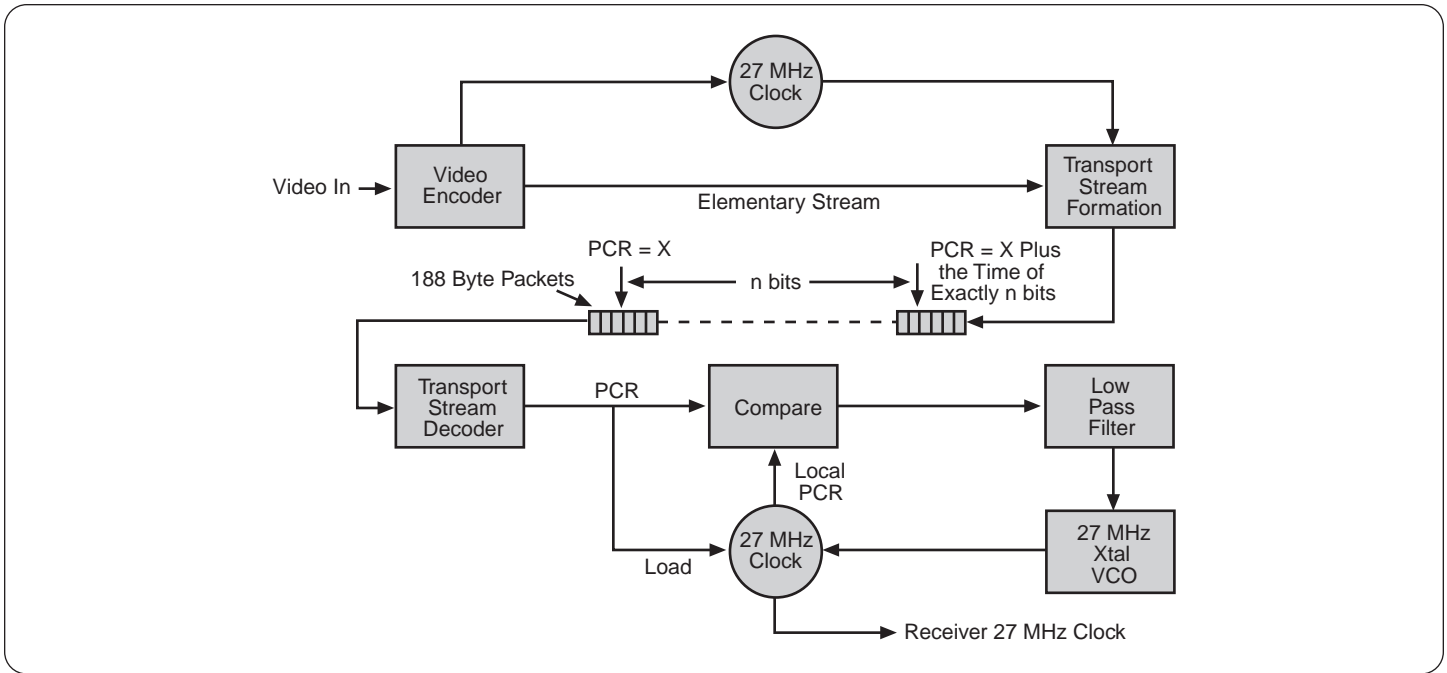 27 MHz
Clock
Video In
Video
Encoder
Elementary Stream
Transport
Stream
Formation
188 Byte Packets
PCR = X
n bits
PCR = X Plus
the Time of
Exactly n bits
Transport
Stream
Decoder
PCR
Compare
Low
Pass
Filter
Local
PCR
Load
27 MHz
Clock
27 MHz
Xtal
VCO
Receiver 27 MHz Clock